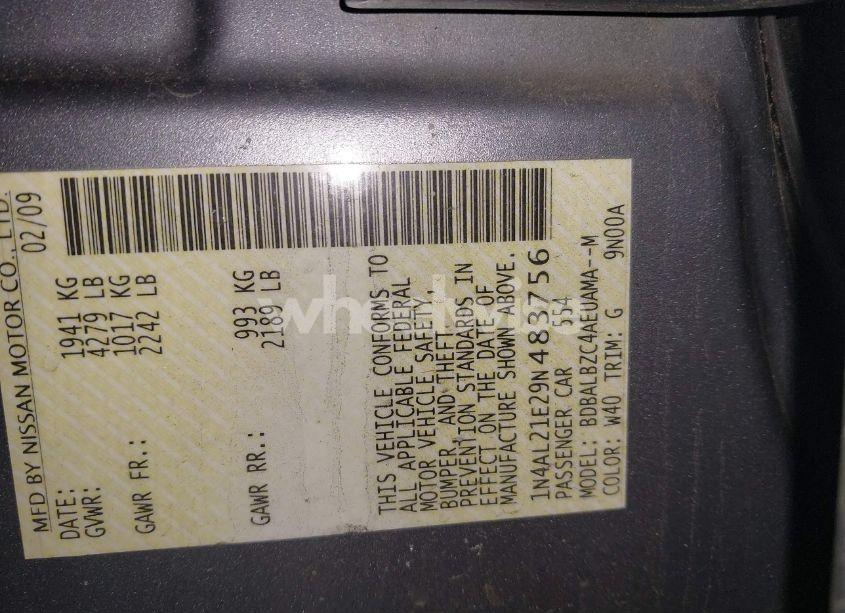 MFD BY NISSAN MOTOR CO., LTD.
DATE: 02/09
GVWR: 1941 KG
4279 LB
GAWR FR.: 1017 KG
2242 LB
GAWR RR.: 993 KG
2189 LB
THIS VEHICLE CONFORMS TO
ALL APPLICABLE FEDERAL
MOTOR VEHICLE SAFETY
BUMPER, AND THEFT
PREVENTION STANDARDS IN
EFFECT ON THE DATE OF
MANUFACTURE SHOWN ABOVE.
1N4AL21E29N483756
PASSENGER CAR 554
MODEL: BDBALBZC4AEUAMA--M
COLOR: W40 TRIM: G 9N00A